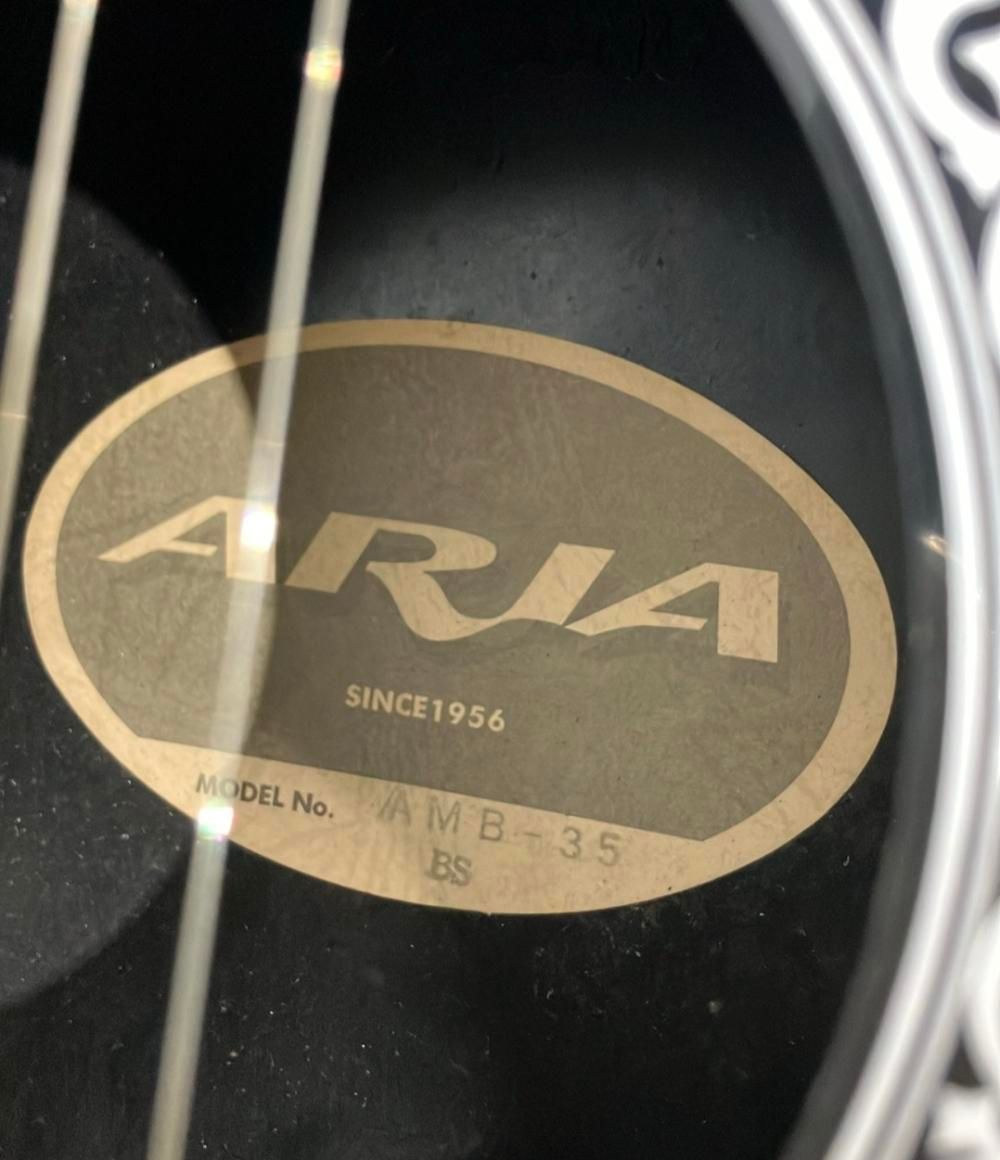 ARIA
SINCE1956
MODEL No. AMB-35
BS